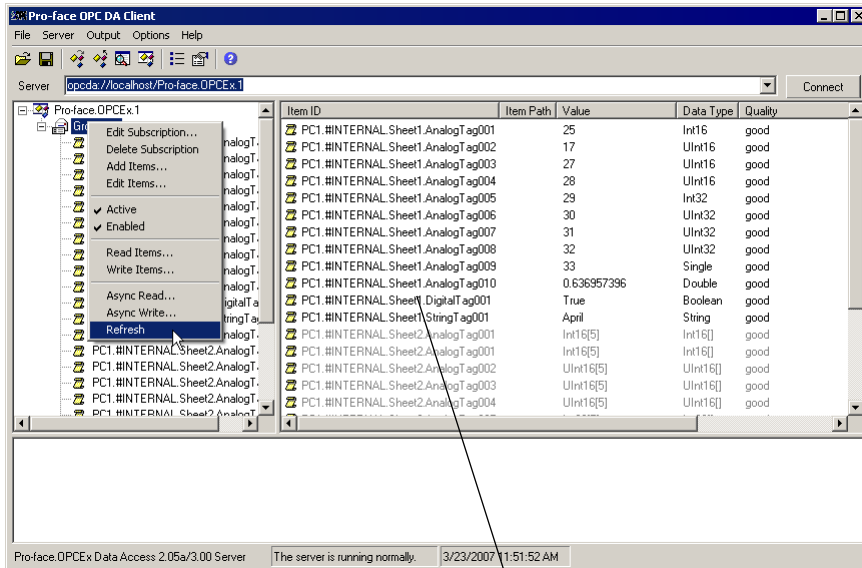 Pro-face OPC DA Client
File Server Output Options Help
Server opcda://localhost/Pro-face.OPCEx.1 Connect
Pro-face.OPCEx.1
Edit Subscription...
Delete Subscription
Add Items...
Edit Items...
Active
Enabled
Read Items...
Write Items...
Async Read...
Async Write...
Refresh
PC1.#INTERNAL.Sheet2.AnalogT
PC1.#INTERNAL.Sheet2.AnalogT
PC1.#INTERNAL.Sheet2.AnalogT
PC1.#INTERNAL.Sheet2.AnalogT
Item ID Item Path Value Data Type Quality
PC1.#INTERNAL.Sheet1.AnalogTag001 25 Int16 good
PC1.#INTERNAL.Sheet1.AnalogTag002 17 UInt16 good
PC1.#INTERNAL.Sheet1.AnalogTag003 27 UInt16 good
PC1.#INTERNAL.Sheet1.AnalogTag004 28 UInt16 good
PC1.#INTERNAL.Sheet1.AnalogTag005 29 Int32 good
PC1.#INTERNAL.Sheet1.AnalogTag006 30 UInt32 good
PC1.#INTERNAL.Sheet1.AnalogTag007 31 UInt32 good
PC1.#INTERNAL.Sheet1.AnalogTag008 32 UInt32 good
PC1.#INTERNAL.Sheet1.AnalogTag009 33 Single good
PC1.#INTERNAL.Sheet1.AnalogTag010 0.636957396 Double good
PC1.#INTERNAL.Sheet1.DigitalTag001 True Boolean good
PC1.#INTERNAL.Sheet1.StringTag001 April String good
PC1.#INTERNAL.Sheet2.AnalogTag001 Int16[5] Int16[] good
PC1.#INTERNAL.Sheet2.AnalogTag001 Int16[5] Int16[] good
PC1.#INTERNAL.Sheet2.AnalogTag002 UInt16[5] UInt16[] good
PC1.#INTERNAL.Sheet2.AnalogTag003 UInt16[5] UInt16[] good
PC1.#INTERNAL.Sheet2.AnalogTag004 UInt16[5] UInt16[] good
Pro-face.OPCEx Data Access 2.05a/3.00 Server The server is running normally. 3/23/2007 11:51:52 AM